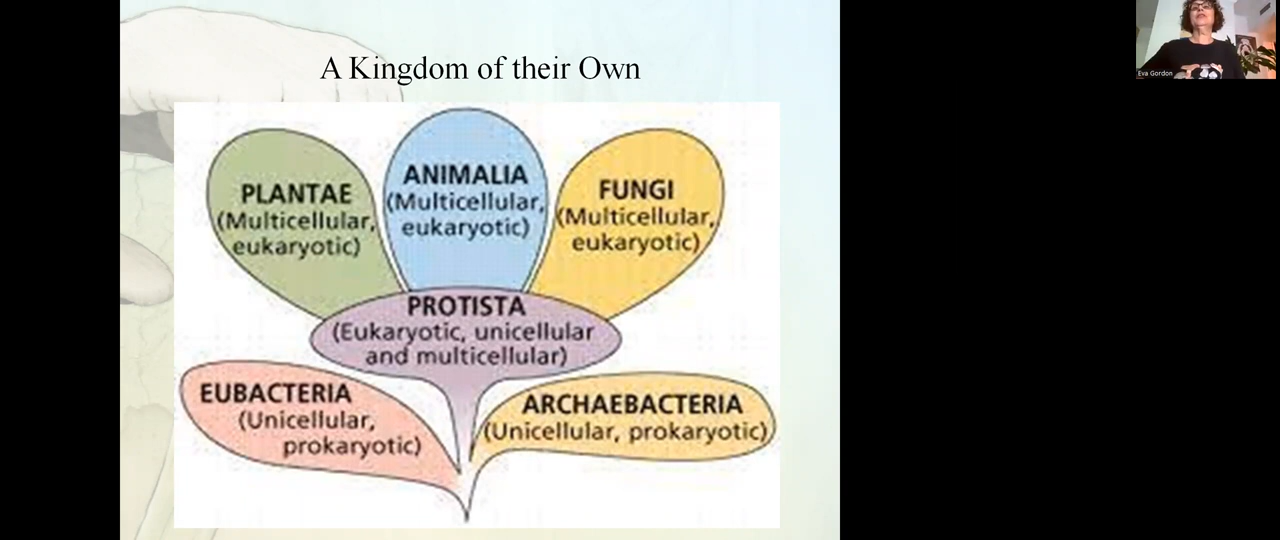 A Kingdom of their Own
PLANTAE
(Multicellular,
eukaryotic)
ANIMALIA
(Multicellular,
eukaryotic)
FUNGI
(Multicellular,
eukaryotic)
PROTISTA
(Eukaryotic, unicellular
and multicellular)
EUBACTERIA
(Unicellular,
prokaryotic)
ARCHAEBACTERIA
(Unicellular, prokaryotic)
Eva Gordon